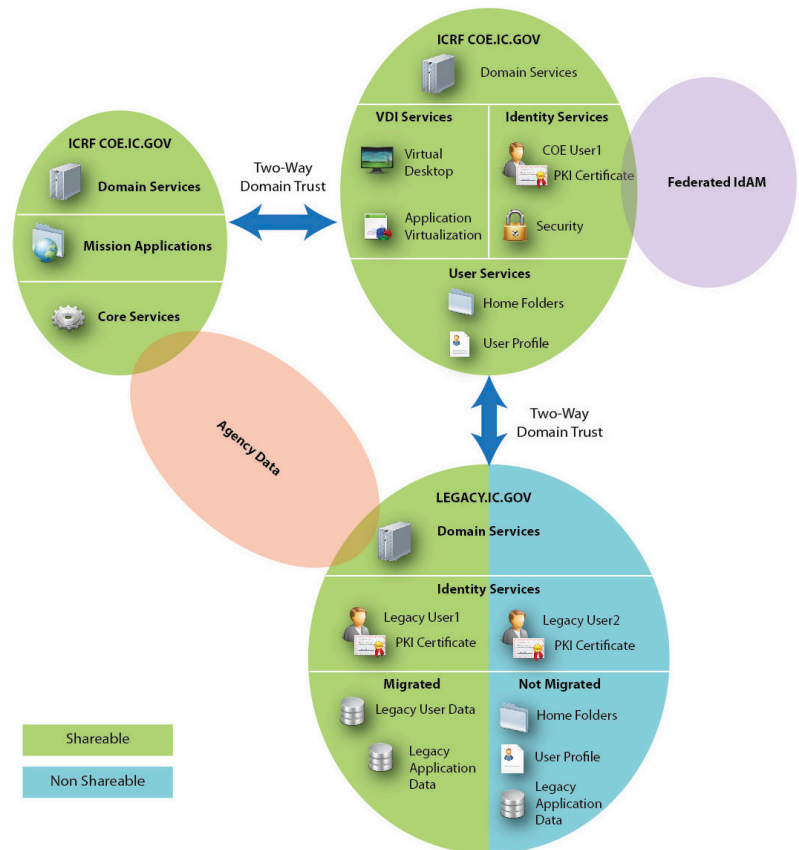 ICRF COE.IC.GOV
Domain Services
VDI Services
Virtual
Desktop
Application
Virtualization
Identity Services
COE User1
PKI Certificate
Security
User Services
Home Folders
User Profile
Federated IdAM
ICRF COE.IC.GOV
Domain Services
Mission Applications
Core Services
Two-Way
Domain Trust
Agency Data
Two-Way
Domain Trust
LEGACY.IC.GOV
Domain Services
Identity Services
Legacy User1
PKI Certificate
Legacy User2
PKI Certificate
Migrated
Legacy User Data
Legacy
Application
Data
Not Migrated
Home Folders
User Profile
Legacy
Application
Data
Shareable
Non Shareable